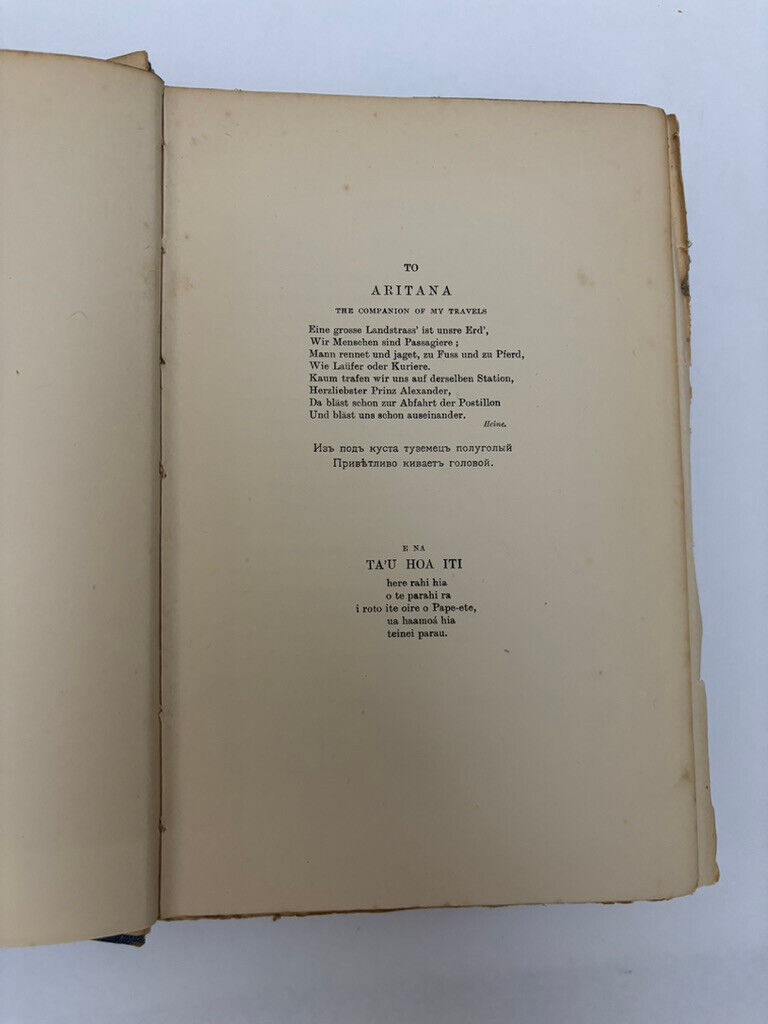 TO
ARITANA
THE COMPANION OF MY TRAVELS
Eine grosse Landstrass' ist unsre Erd',
Wir Menschen sind Passagiere ;
Mann rennet und jaget, zu Fuss und zu Pferd,
Wie Laüfer oder Kuriere.
Kaum trafen wir uns auf derselben Station,
Herzliebster Prinz Alexander,
Da bläst schon zur Abfahrt der Postillon
Und bläst uns schon auseinander.
Heine.
Изъ подъ куста туземецъ полуголый
Привѣтливо киваетъ головой.
E NA
TA'U HOA ITI
here rahi hia
o te parahi ra
i roto ite oire o Pape-ete,
ua haamoá hia
teinei parau.